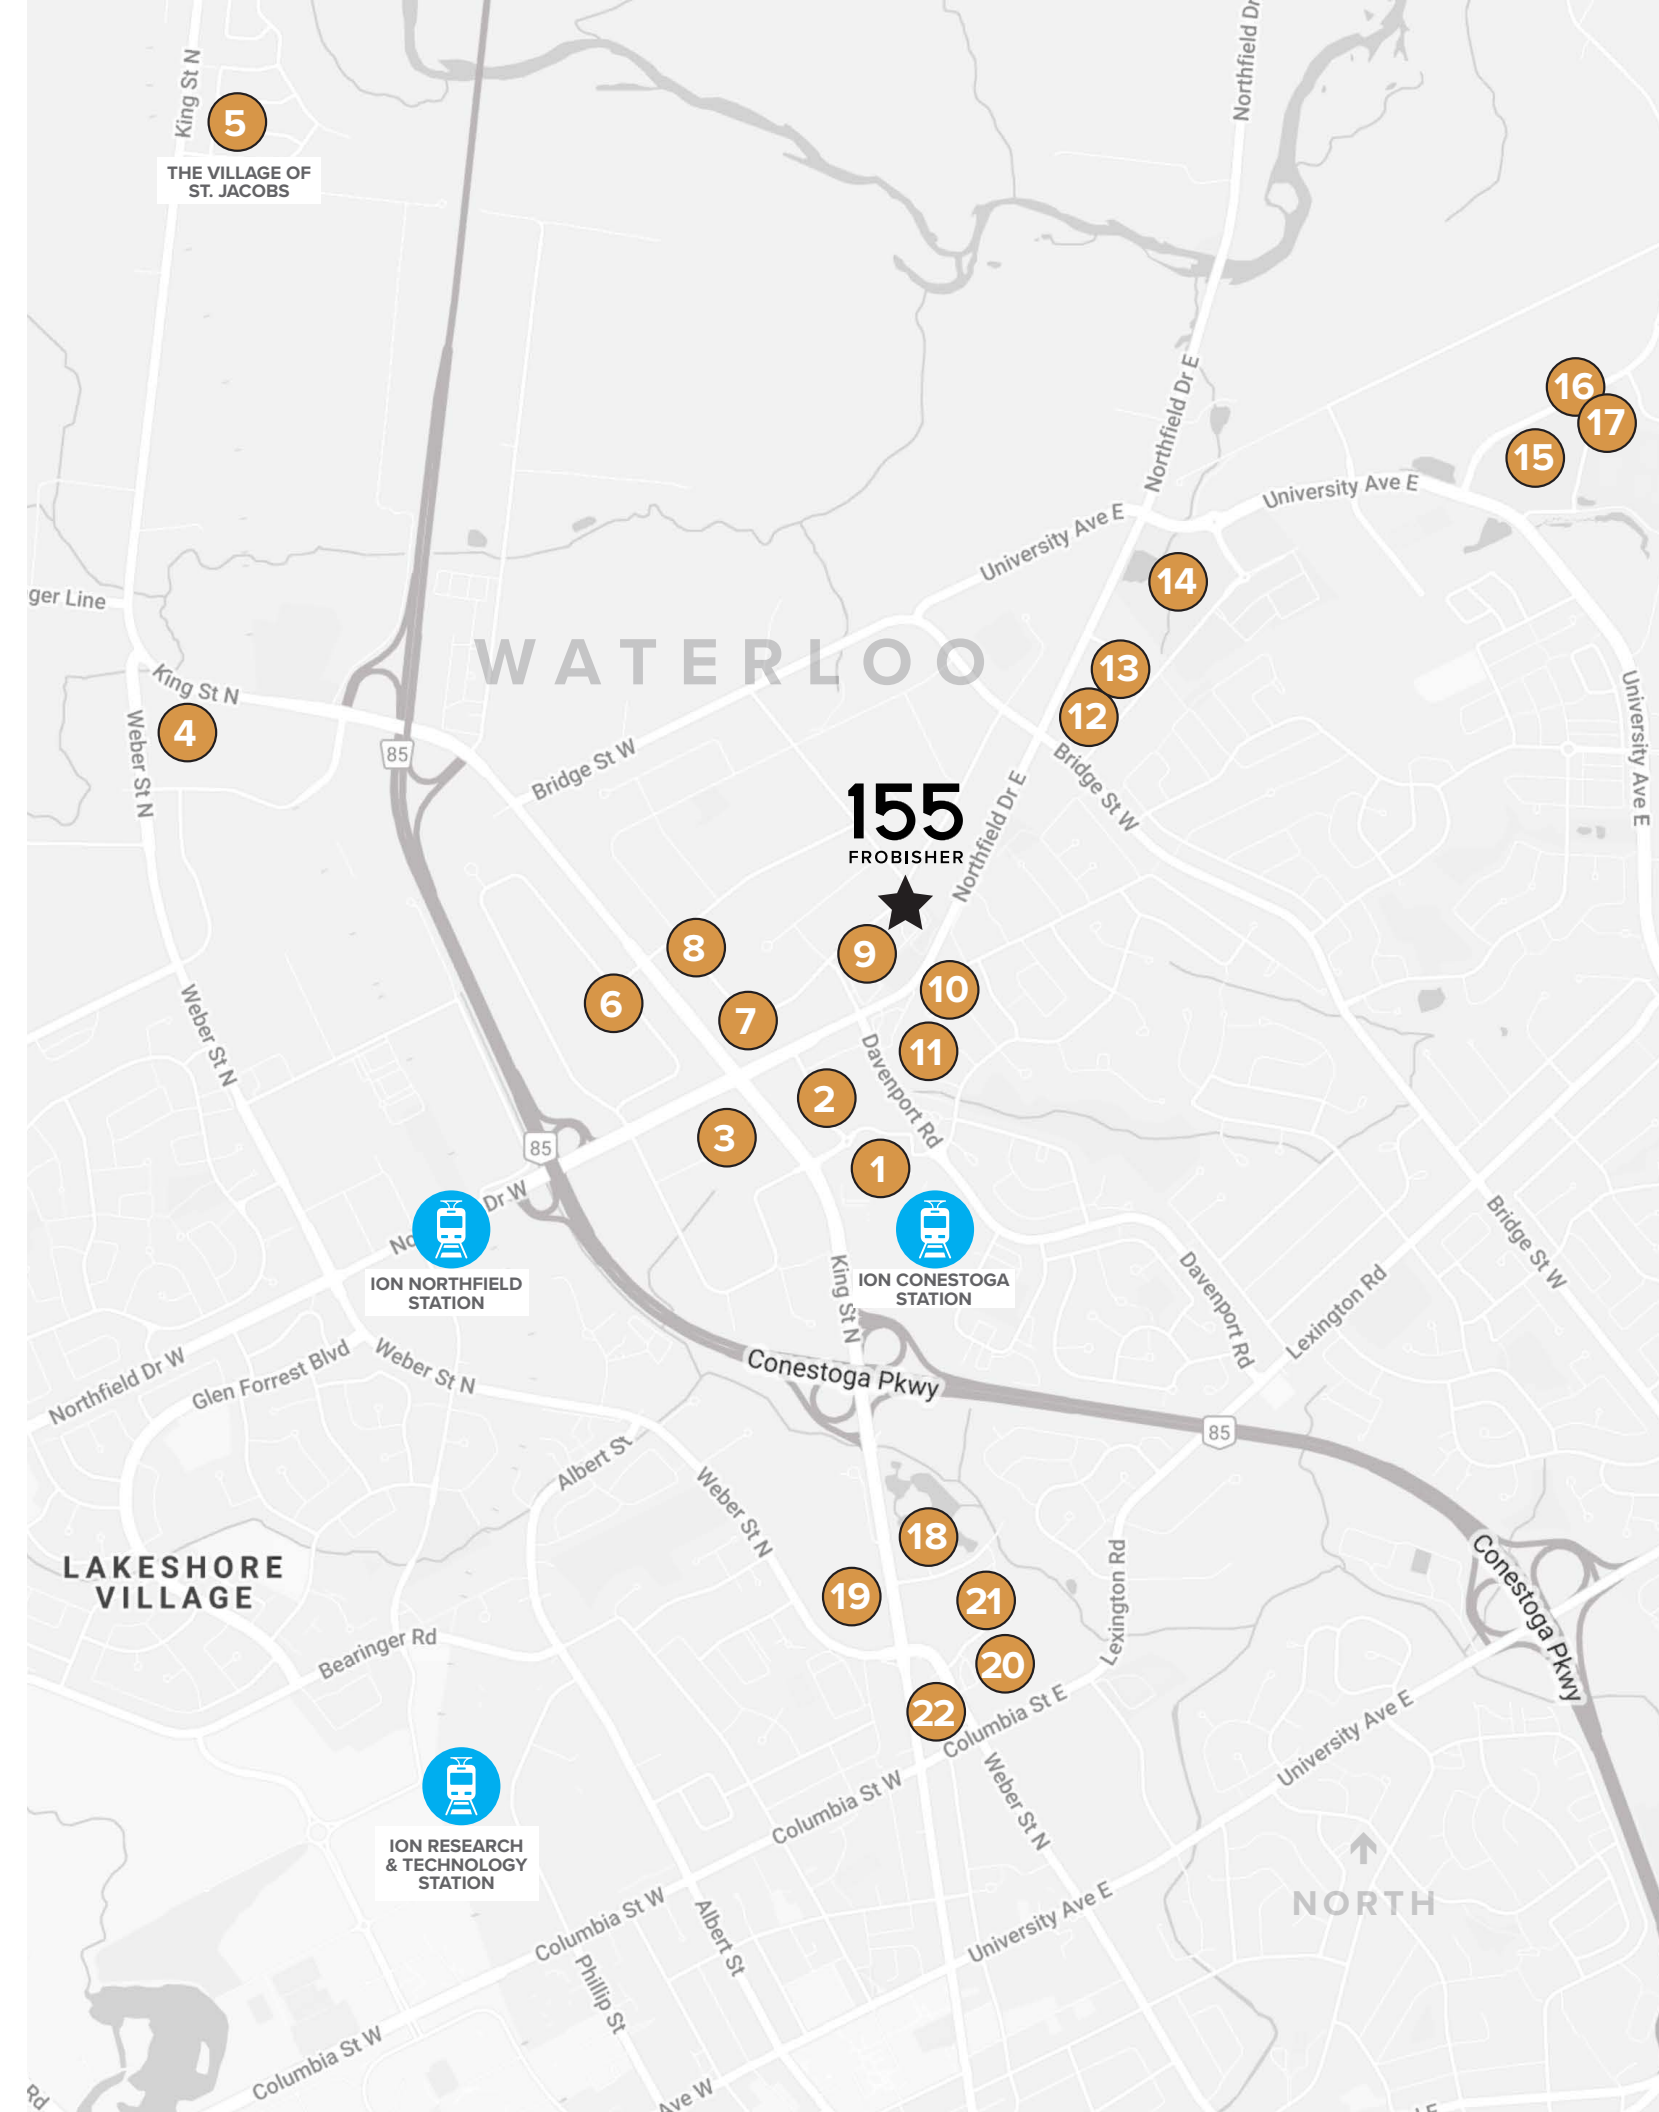 King St N
5
THE VILLAGE OF
ST. JACOBS
Northfield Dr
Northfield Dr E
16
17
15
University Ave E
University Ave E
14
ger Line
WATERLOO
King St N
4
Weber St N
85
Bridge St W
13
12
Bridge St W
University Ave E
155
FROBISHER
Northfield Dr E
8
9
6
7
10
11
Weber St N
Davenport Rd
2
3
1
85
Dr W
No
ION NORTHFIELD
STATION
ION CONESTOGA
STATION
King St N
Davenport Rd
Lexington Rd
Bridge St W
Northfield Dr W
Glen Forrest Blvd
Weber St N
Conestoga Pkwy
85
Albert St
Weber St N
18
19
21
20
22
Lexington Rd
Conestoga Pkwy
LAKESHORE
VILLAGE
Bearinger Rd
Columbia St E
University Ave E
ION RESEARCH
& TECHNOLOGY
STATION
Columbia St W
Weber St N
NORTH
Columbia St W
Albert St
University Ave E
Phillip St
Columbia St W
Rd
Ave W